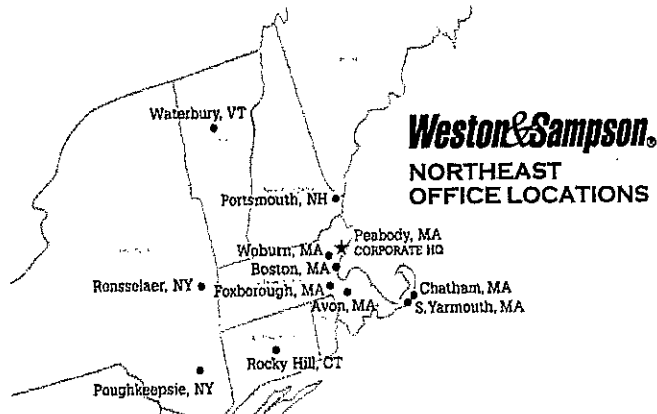 Waterbury, VT
Weston&Sampson®
NORTHEAST
OFFICE LOCATIONS
Portsmouth, NH
Peabody, MA
CORPORATE HQ
Woburn, MA
Boston, MA
Rensselaer, NY
Foxborough, MA
Avon, MA
Chatham, MA
S. Yarmouth, MA
Rocky Hill, CT
Poughkeepsie, NY